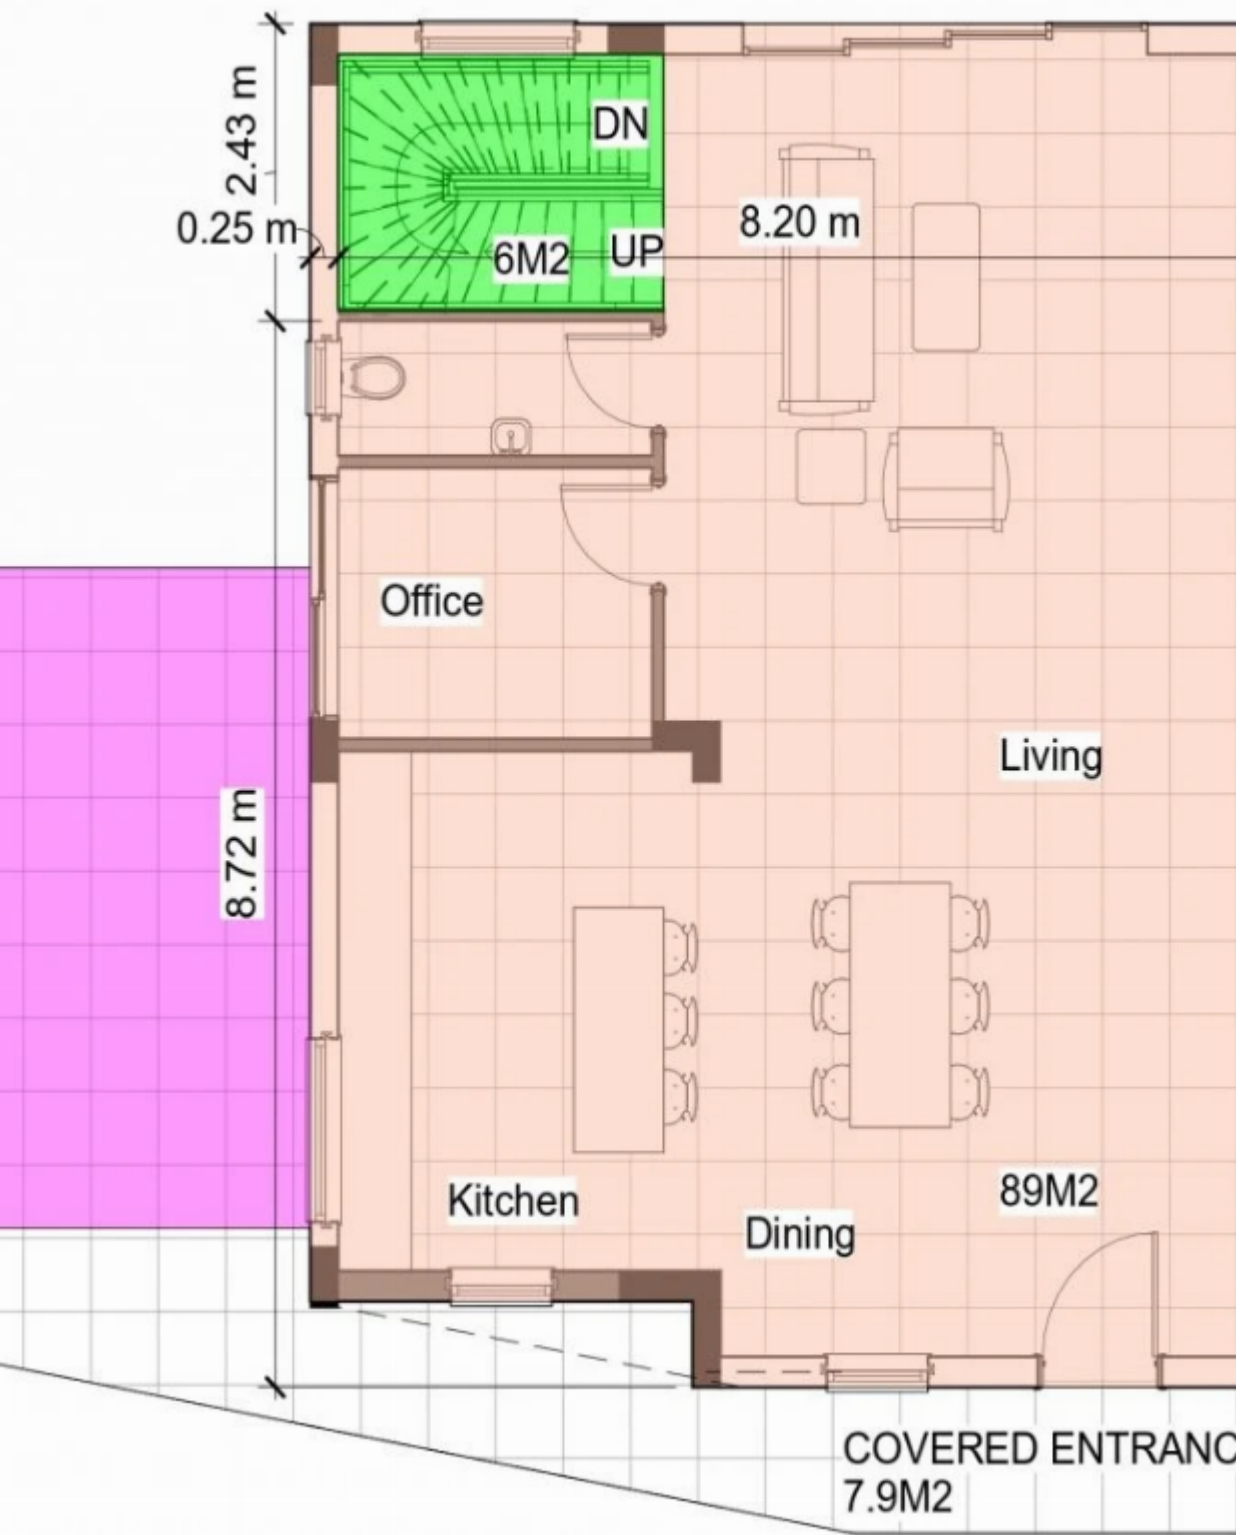 2.43 m
DN
0.25 m
6M2
UP
8.20 m
Office
Living
8.72 m
89M2
Kitchen
Dining
COVERED ENTRANC
7.9M2